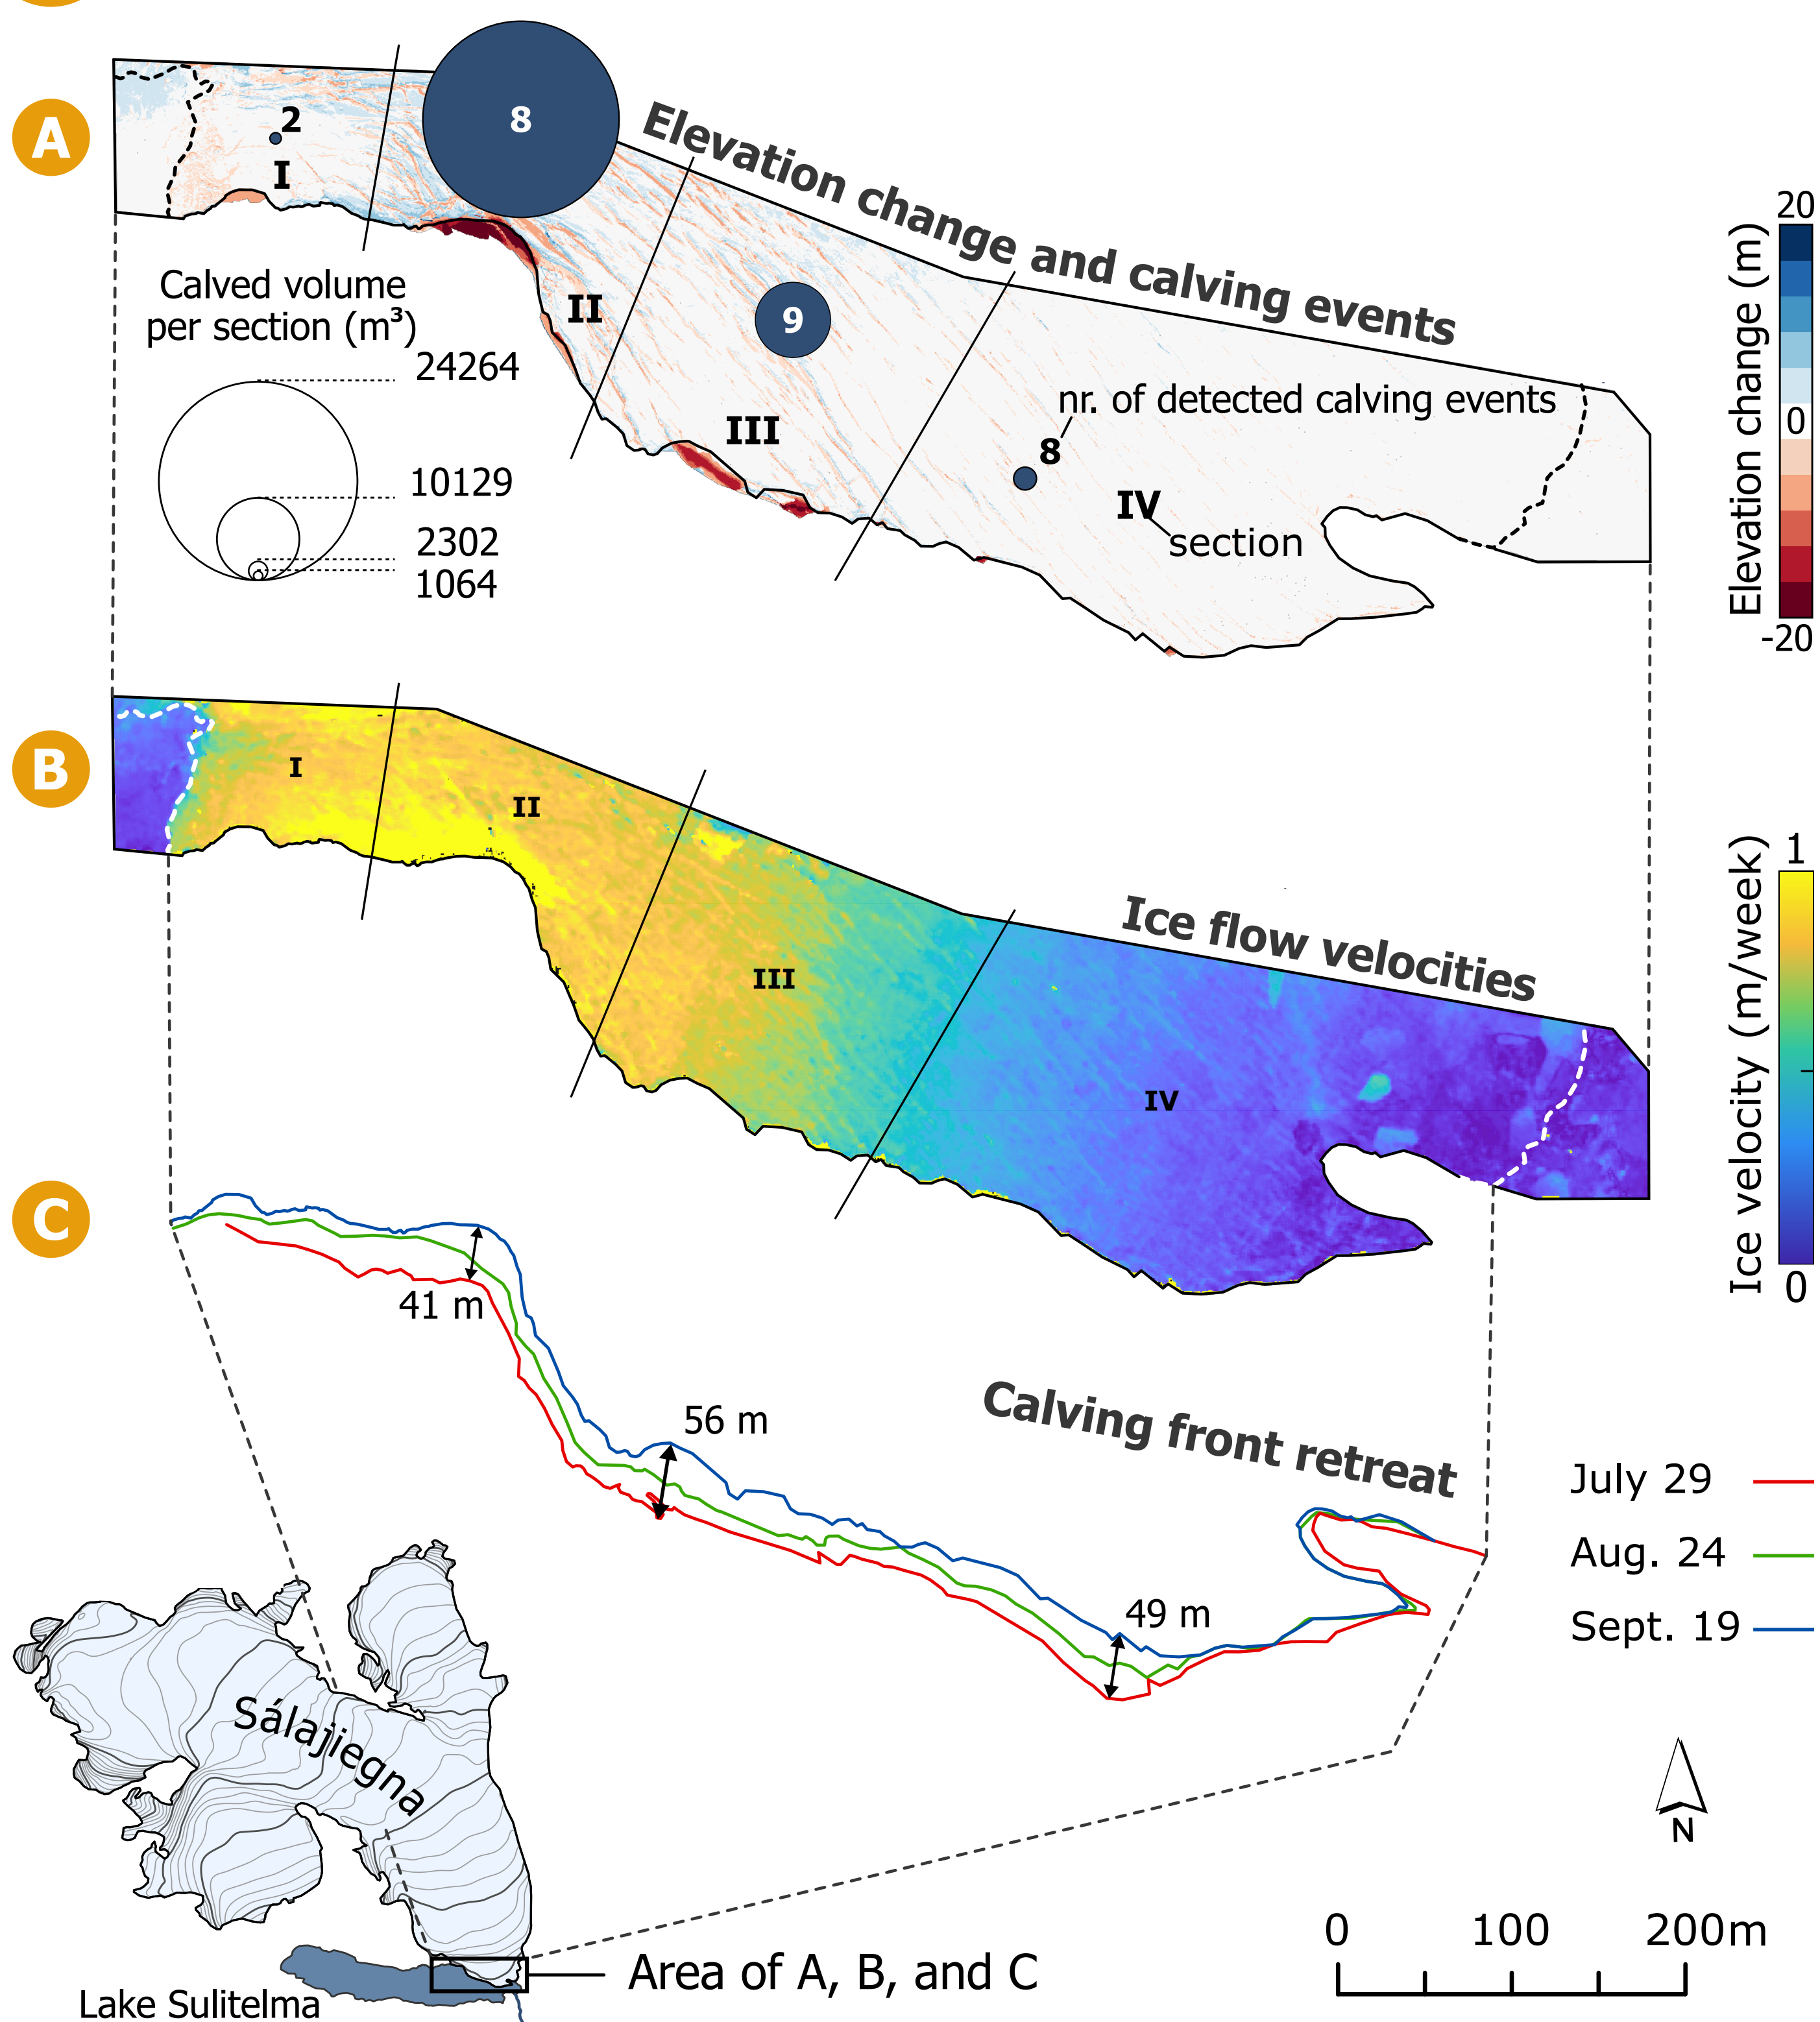 A
2
I
8
Elevation change and calving events
II
9
III
nr. of detected calving events
8
IV
section
Calved volume
per section (m³)
24264
10129
2302
1064
Elevation change (m)
20
0
-20
B
I
II
III
IV
Ice flow velocities
Ice velocity (m/week)
1
0
C
41 m
56 m
49 m
Calving front retreat
July 29
Aug. 24
Sept. 19
Sálajiegna
Lake Sulitelma
Area of A, B, and C
N
0 100 200m